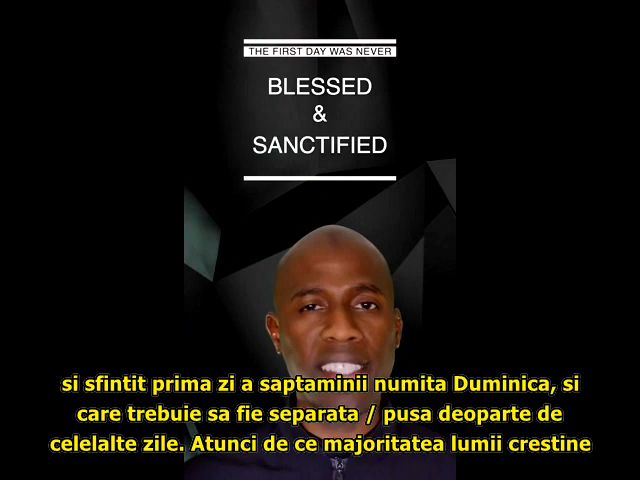 THE FIRST DAY WAS NEVER
BLESSED
&
SANCTIFIED
si sfintit prima zi a saptaminii numita Duminica, si
care trebuie sa fie separata / pusa deoparte de
celelalte zile. Atunci de ce majoritatea lumii crestine